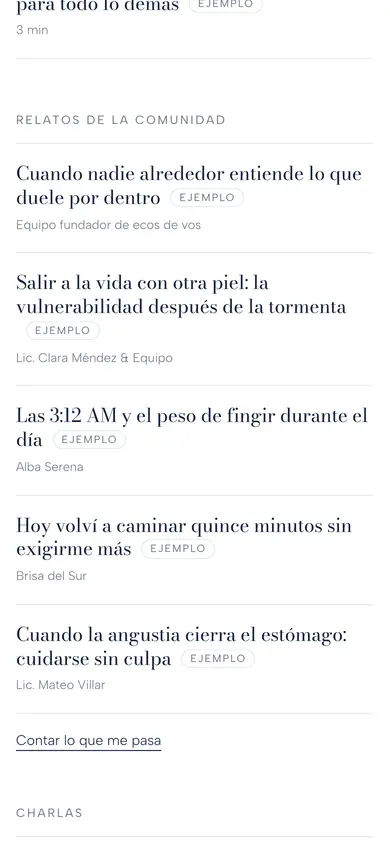 para todo lo demás EJEMPLO
3 min
RELATOS DE LA COMUNIDAD
Cuando nadie alrededor entiende lo que
duele por dentro EJEMPLO
Equipo fundador de ecos de vos
Salir a la vida con otra piel: la
vulnerabilidad después de la tormenta
EJEMPLO
Lic. Clara Méndez & Equipo
Las 3:12 AM y el peso de fingir durante el
día EJEMPLO
Alba Serena
Hoy volví a caminar quince minutos sin
exigirme más EJEMPLO
Brisa del Sur
Cuando la angustia cierra el estómago:
cuidarse sin culpa EJEMPLO
Lic. Mateo Villar
Contar lo que me pasa
CHARLAS